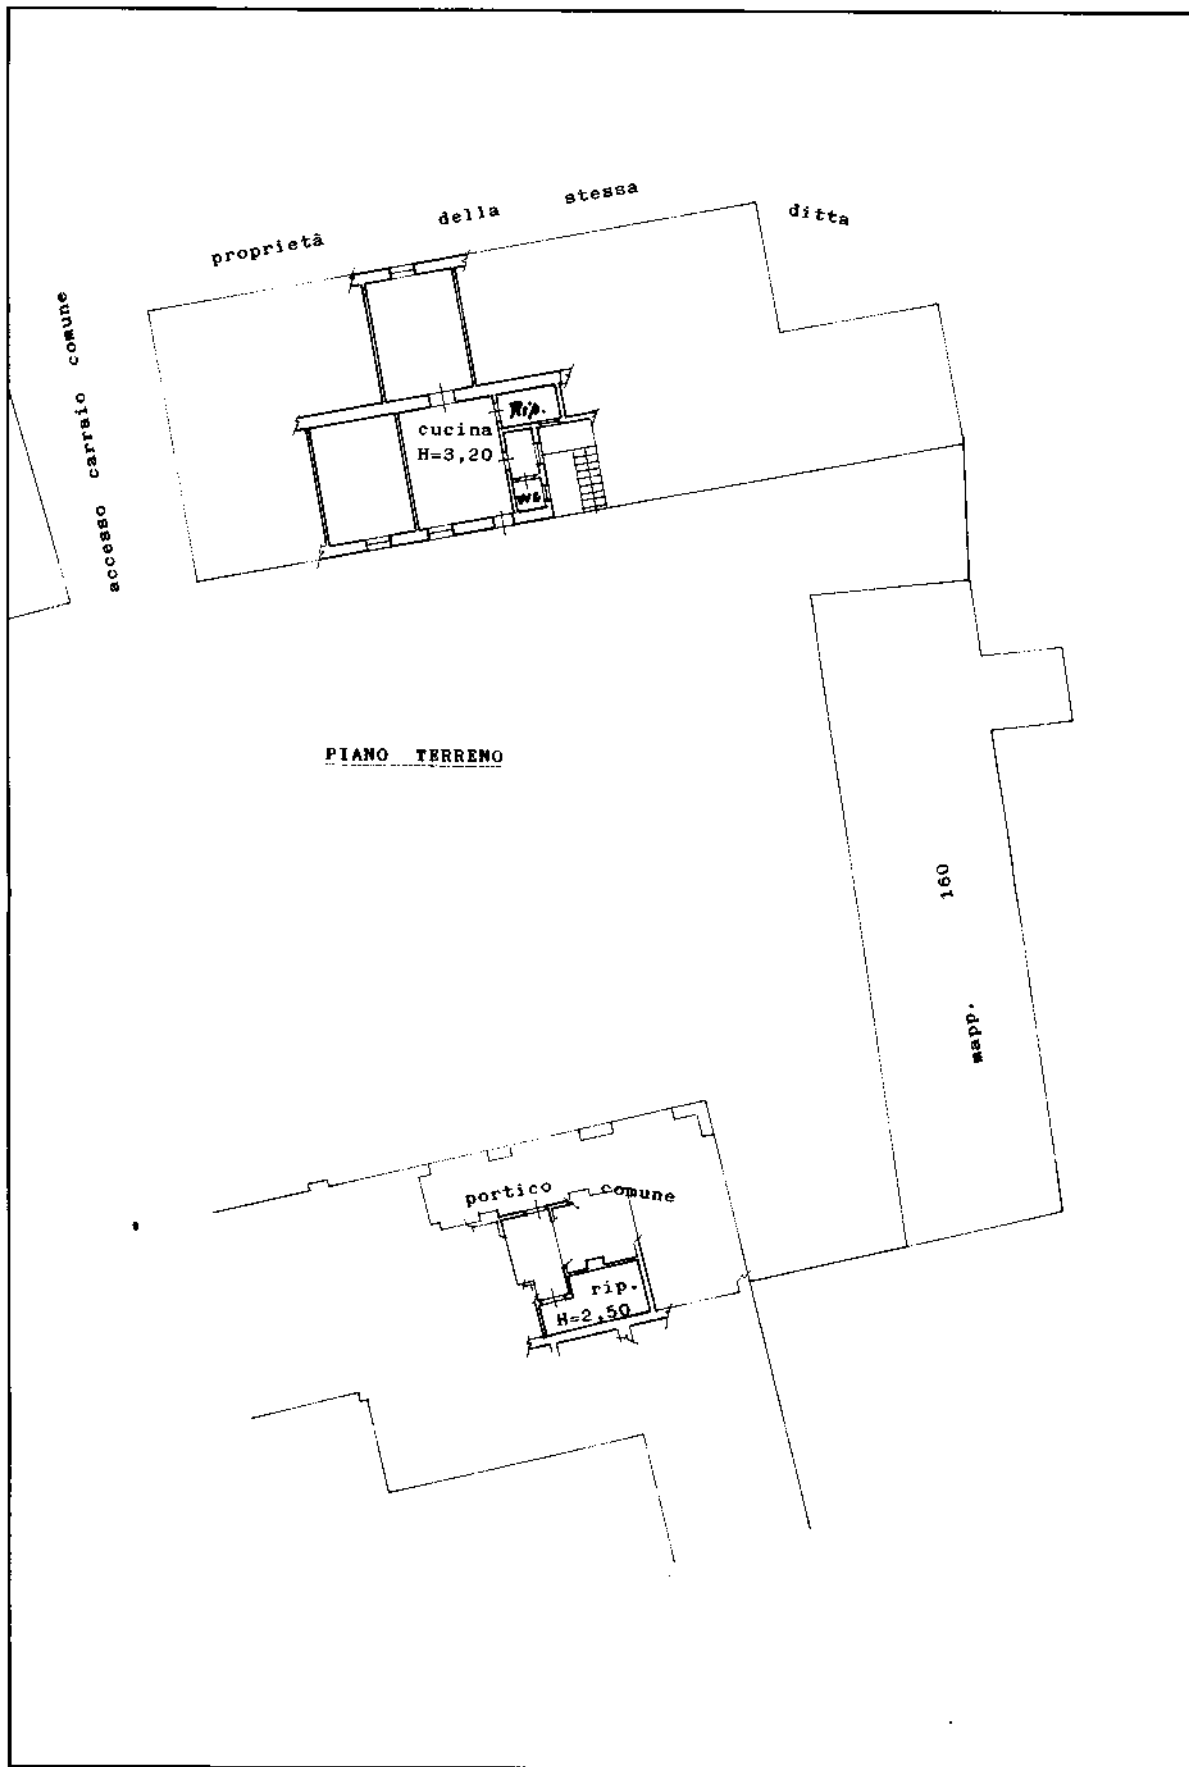 proprietà della stessa ditta
accesso carraio comune
Rip.
cucina
H=3,20
WC
PIANO TERRENO
mapp. 160
portico comune
rip.
H=2,50